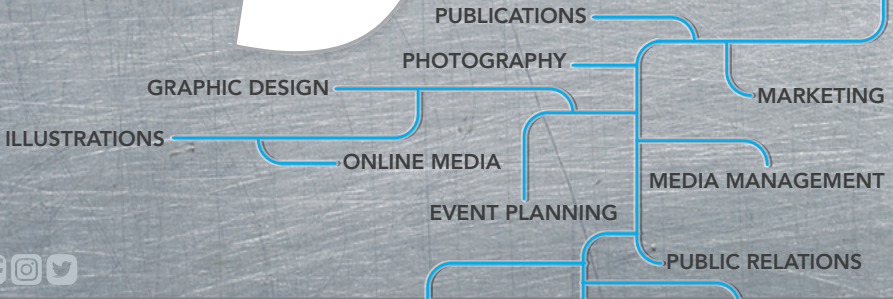 PUBLICATIONS
PHOTOGRAPHY
GRAPHIC DESIGN
MARKETING
ILLUSTRATIONS
ONLINE MEDIA
MEDIA MANAGEMENT
EVENT PLANNING
PUBLIC RELATIONS